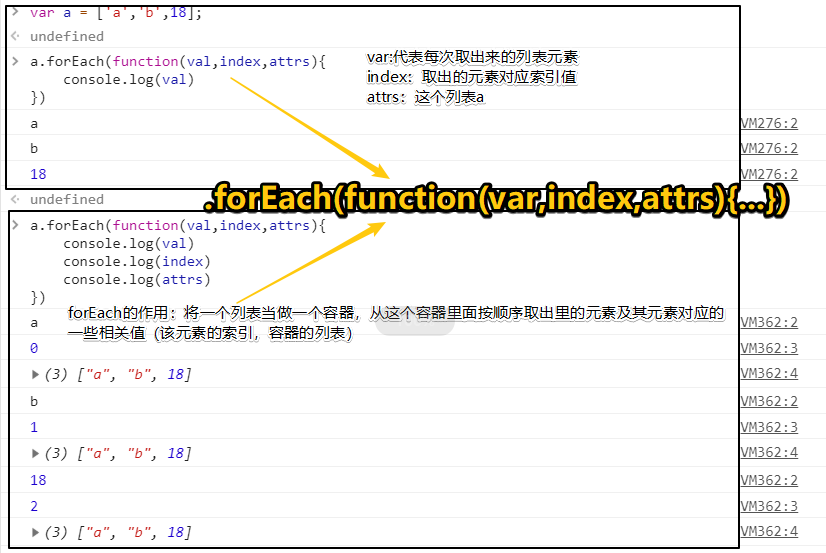 var a = ['a','b',18];
undefined
a.forEach(function(val,index,attrs){
console.log(val)
})
var:代表每次取出来的列表元素
index：取出的元素对应索引值
attrs：这个列表a
a VM276:2
b VM276:2
18 VM276:2
undefined
.forEach(function(var,index,attrs){...})
a.forEach(function(val,index,attrs){
console.log(val)
console.log(index)
console.log(attrs)
})
forEach的作用：将一个列表当做一个容器，从这个容器里面按顺序取出里的元素及其元素对应的
一些相关值（该元素的索引，容器的列表）
a VM362:2
0 VM362:3
(3) ["a", "b", 18] VM362:4
b VM362:2
1 VM362:3
(3) ["a", "b", 18] VM362:4
18 VM362:2
2 VM362:3
(3) ["a", "b", 18] VM362:4